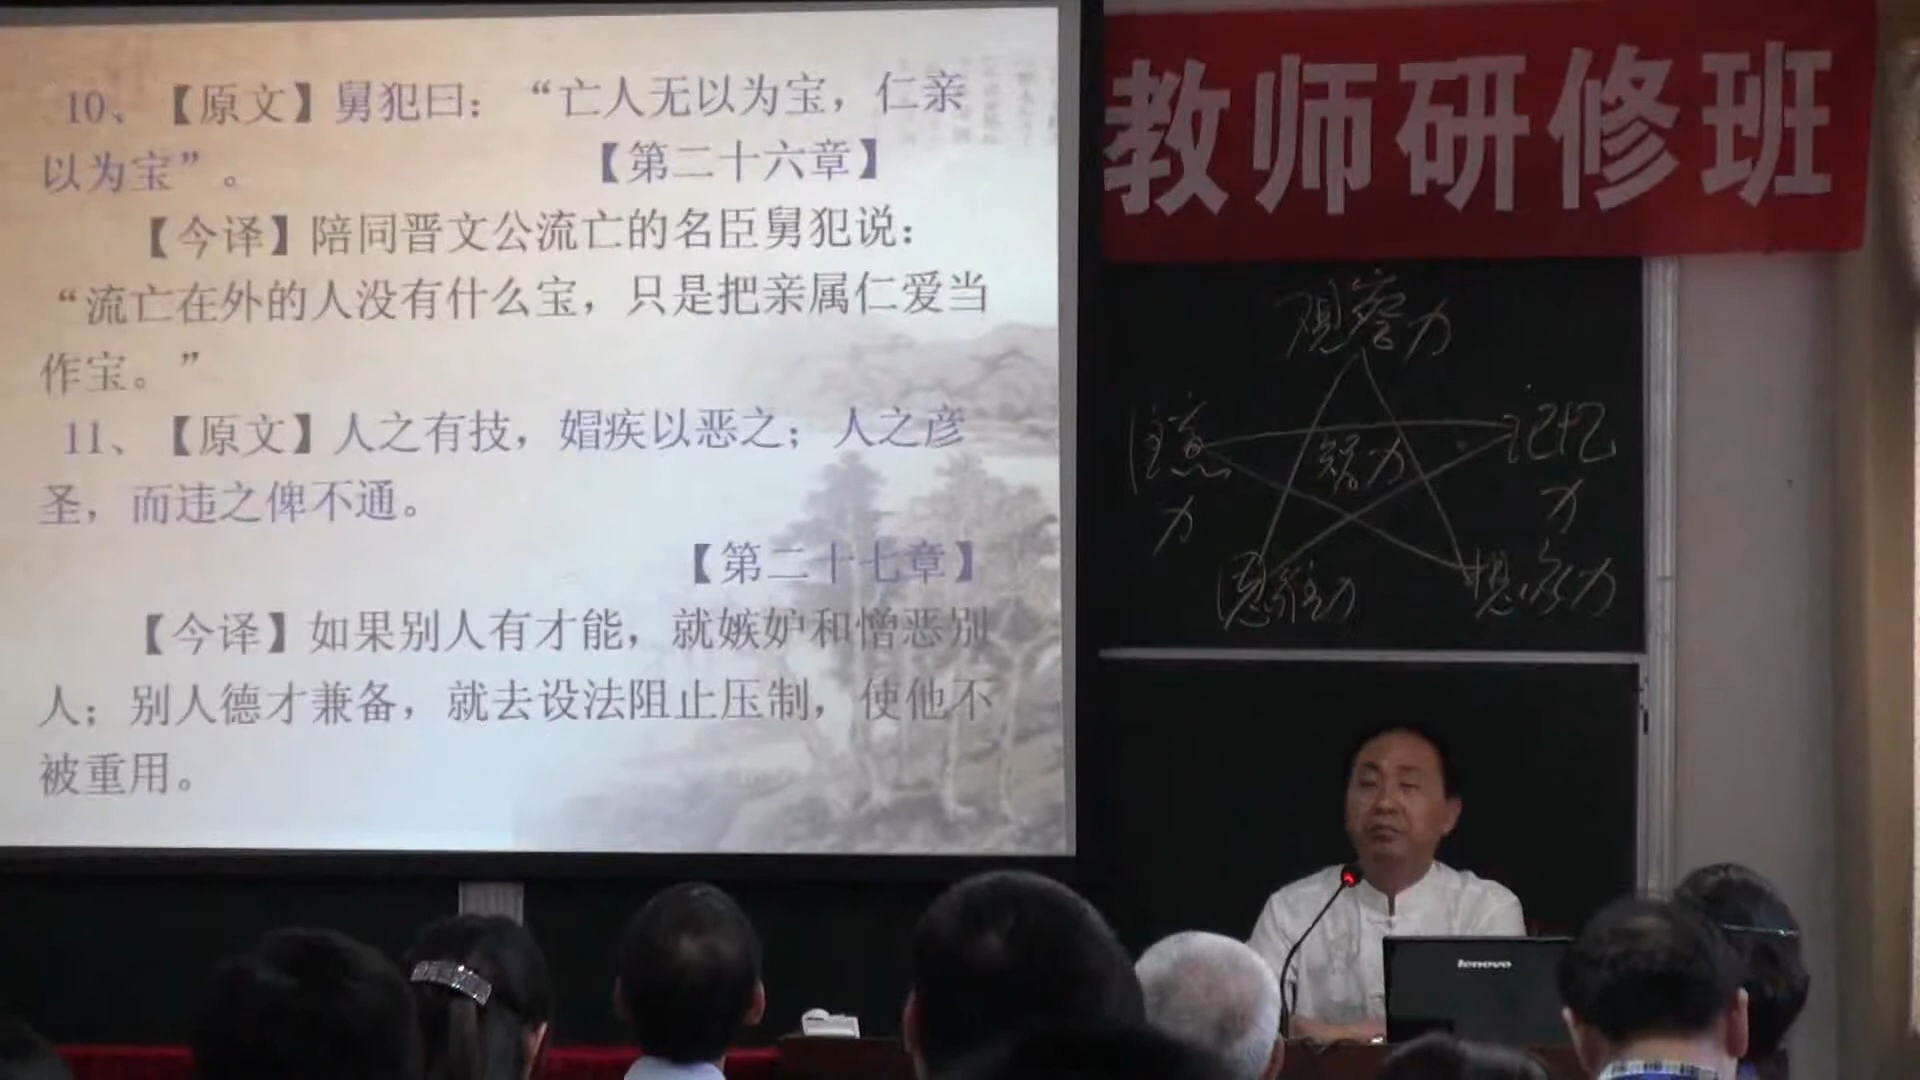 10、【原文】舅犯曰：“亡人无以为宝，仁亲
以为宝”。 【第二十六章】
【今译】陪同晋文公流亡的名臣舅犯说：
“流亡在外的人没有什么宝，只是把亲属仁爱当
作宝。”
11、【原文】人之有技，媢疾以恶之；人之彦
圣，而违之俾不通。
【第二十七章】
【今译】如果别人有才能，就嫉妒和憎恶别
人；别人德才兼备，就去设法阻止压制，使他不
被重用。
教师研修班
观察力
注意力
智力
记忆力
思维力
想象力
lenovo